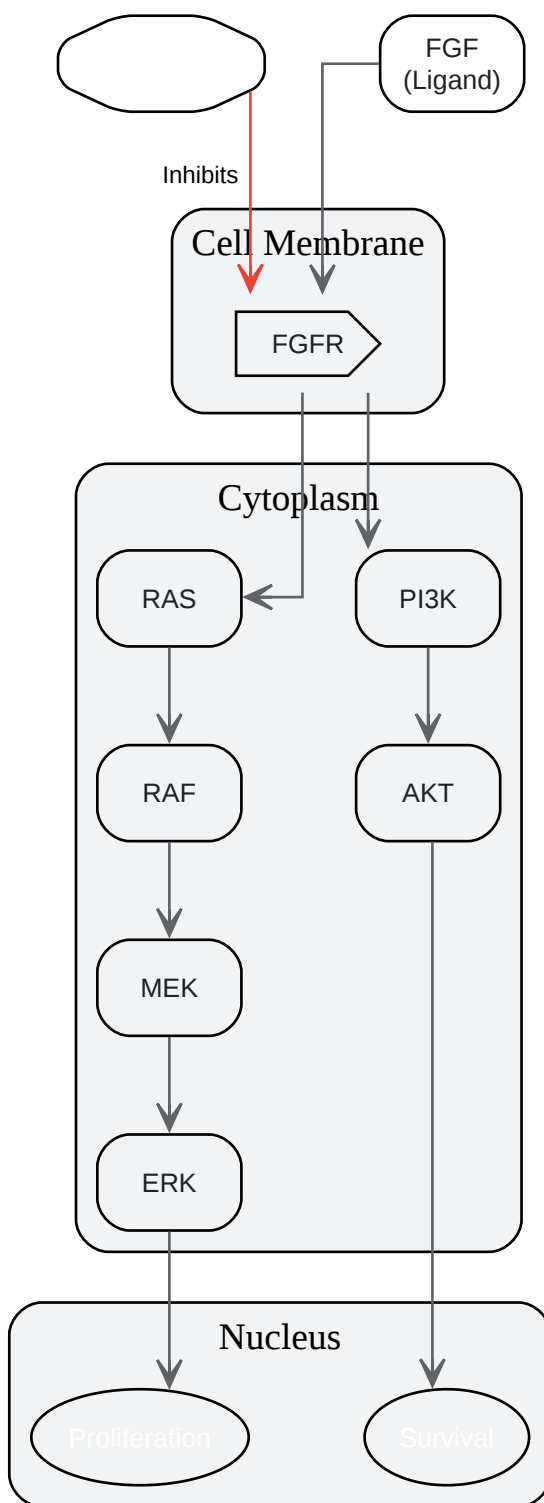 FGF
(Ligand)
Inhibits
Cell Membrane
FGFR
Cytoplasm
RAS
PI3K
RAF
AKT
MEK
ERK
Nucleus
Proliferation
Survival